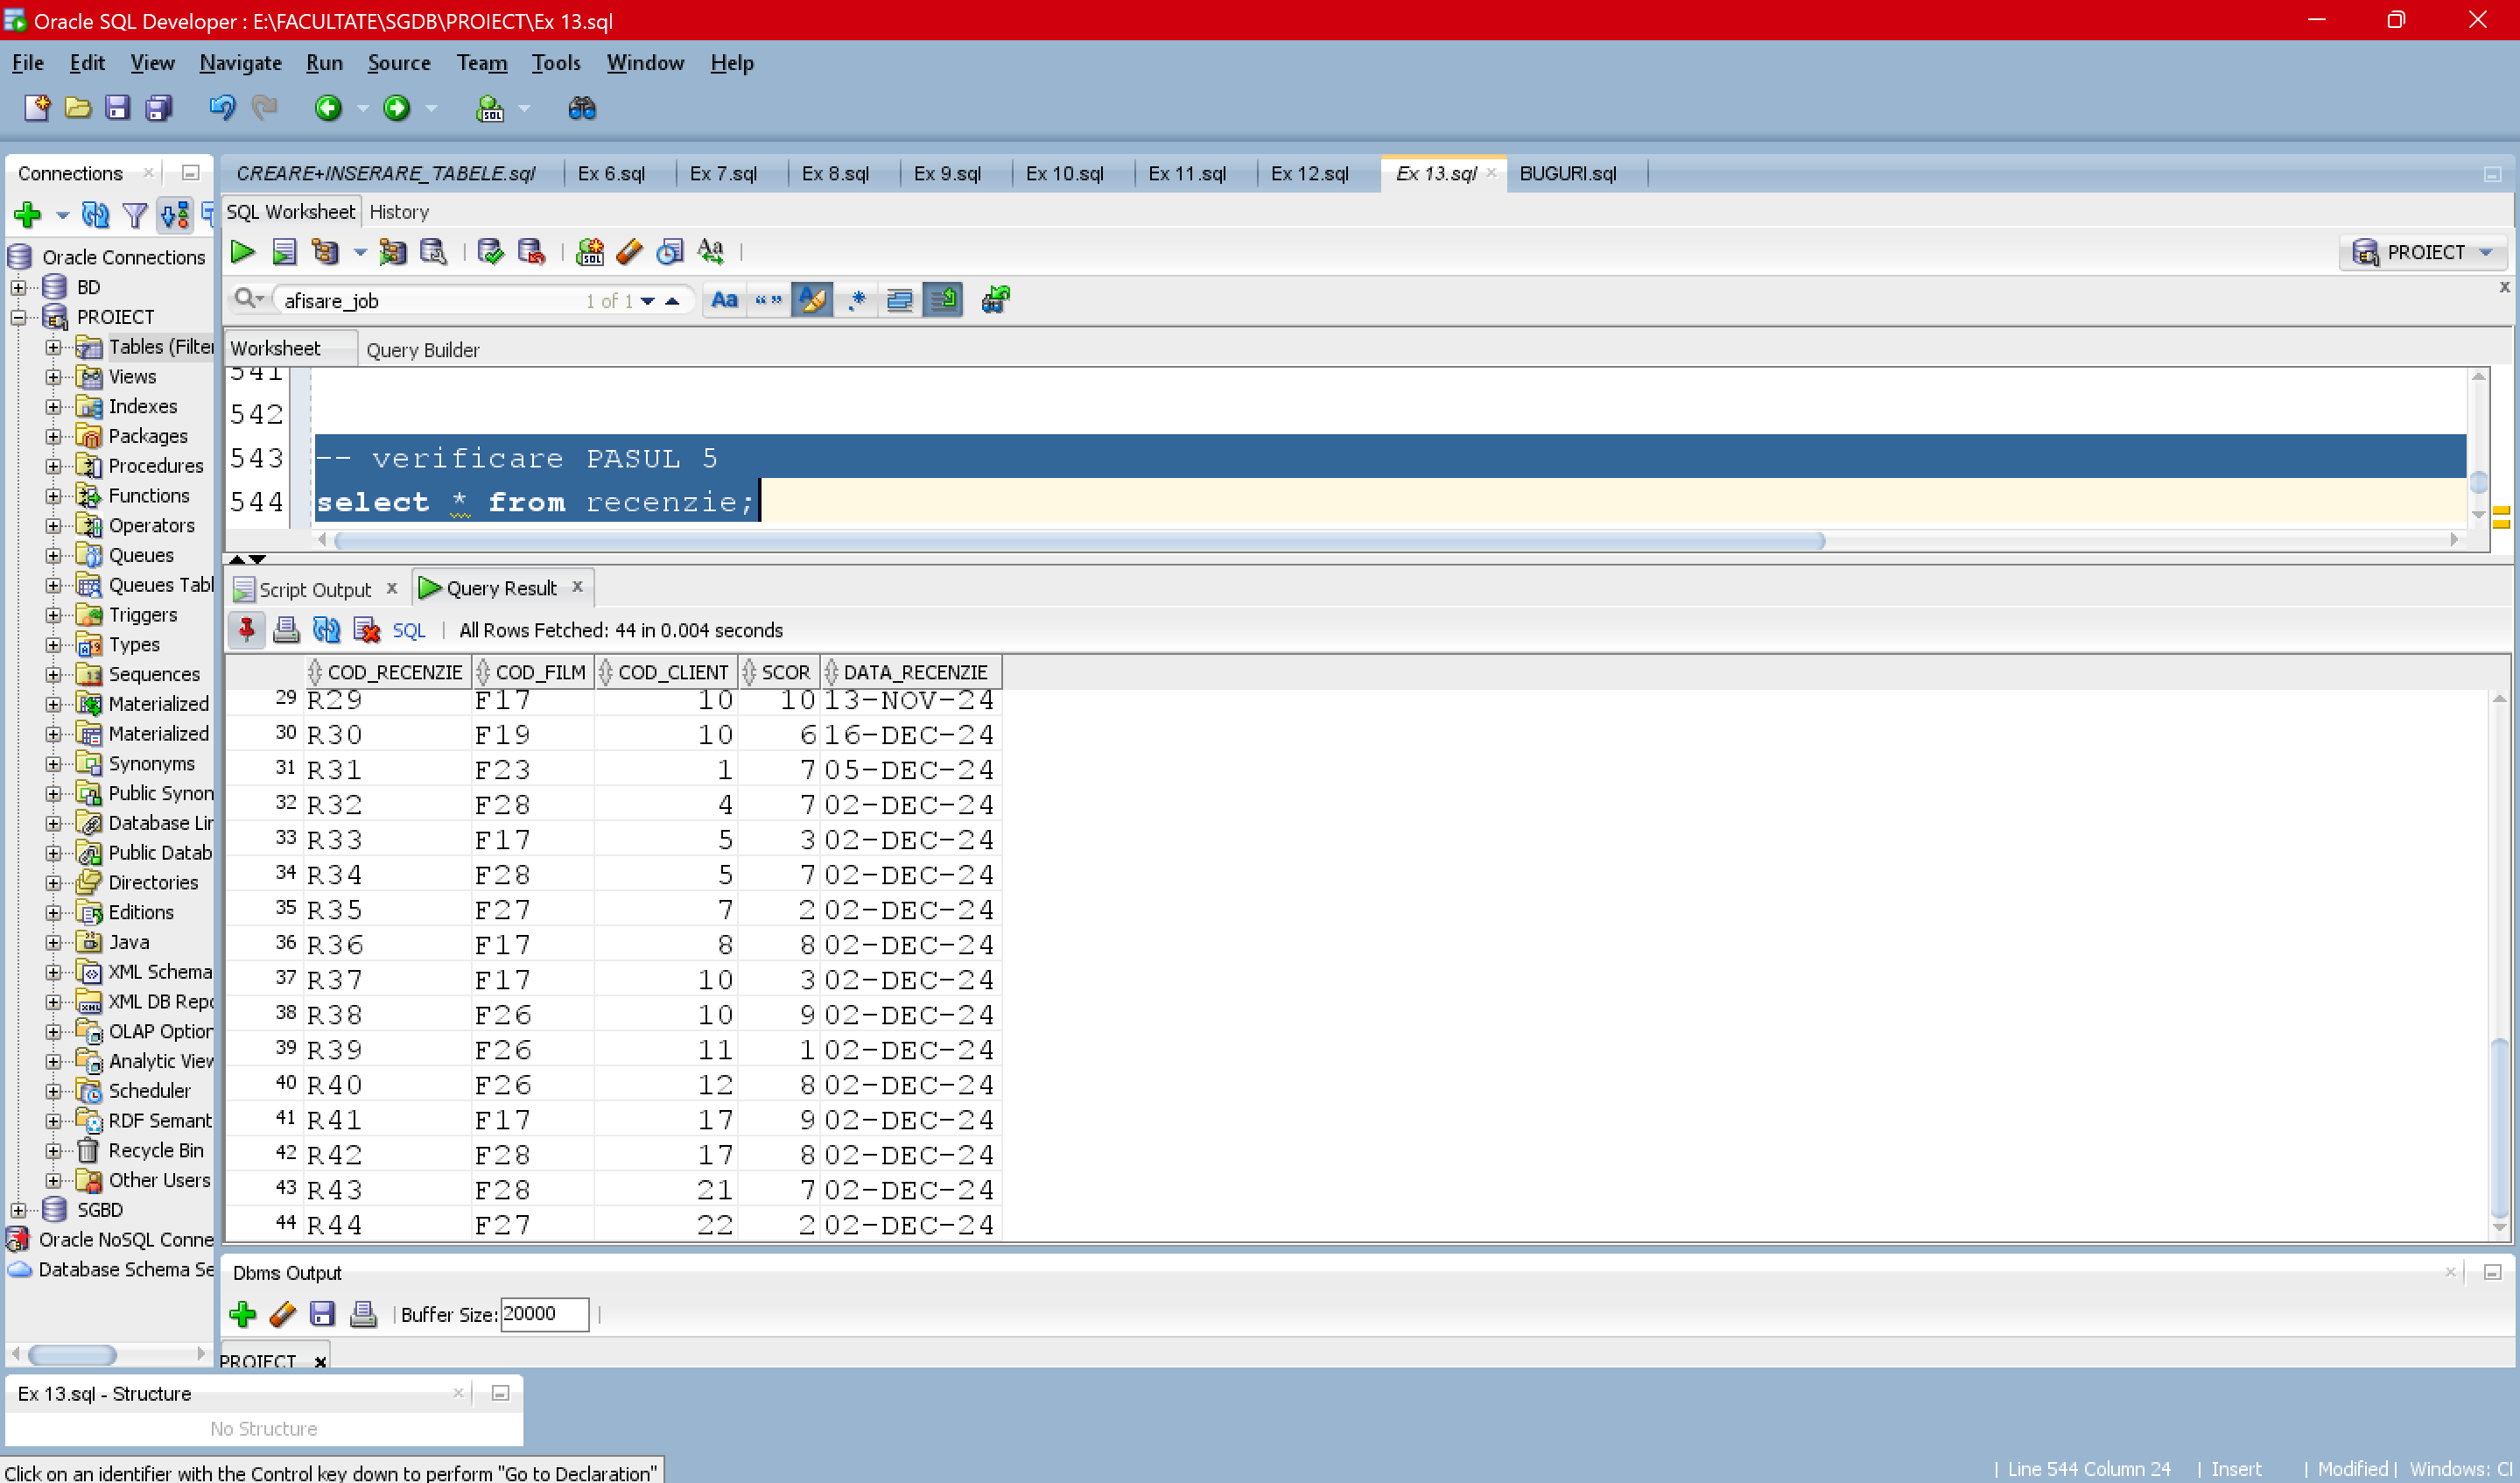 Oracle SQL Developer : E:\FACULTATE\SGDB\PROIECT\Ex 13.sql
File Edit View Navigate Run Source Team Tools Window Help
Connections
Oracle Connections
BD
PROIECT
Tables (Filter
Views
Indexes
Packages
Procedures
Functions
Operators
Queues
Queues Tabl
Triggers
Types
Sequences
Materialized
Materialized
Synonyms
Public Synon
Database Lin
Public Datab
Directories
Editions
Java
XML Schema
XML DB Repo
OLAP Option
Analytic View
Scheduler
RDF Semant
Recycle Bin
Other Users
SGBD
Oracle NoSQL Conne
Database Schema Se
CREARE+INSERARE_TABELE.sql Ex 6.sql Ex 7.sql Ex 8.sql Ex 9.sql Ex 10.sql Ex 11.sql Ex 12.sql Ex 13.sql BUGURI.sql
SQL Worksheet History
PROIECT
afisare_job 1 of 1
Worksheet Query Builder
541
542
543 -- verificare PASUL 5
544 select * from recenzie;
Script Output Query Result
SQL All Rows Fetched: 44 in 0.004 seconds
COD_RECENZIE COD_FILM COD_CLIENT SCOR DATA_RECENZIE
29 R29 F17 10 10 13-NOV-24
30 R30 F19 10 6 16-DEC-24
31 R31 F23 1 7 05-DEC-24
32 R32 F28 4 7 02-DEC-24
33 R33 F17 5 3 02-DEC-24
34 R34 F28 5 7 02-DEC-24
35 R35 F27 7 2 02-DEC-24
36 R36 F17 8 8 02-DEC-24
37 R37 F17 10 3 02-DEC-24
38 R38 F26 10 9 02-DEC-24
39 R39 F26 11 1 02-DEC-24
40 R40 F26 12 8 02-DEC-24
41 R41 F17 17 9 02-DEC-24
42 R42 F28 17 8 02-DEC-24
43 R43 F28 21 7 02-DEC-24
44 R44 F27 22 2 02-DEC-24
Dbms Output
Buffer Size: 20000
PROIECT
Ex 13.sql - Structure
No Structure
Click on an identifier with the Control key down to perform "Go to Declaration"
Line 544 Column 24 | Insert | Modified | Windows: Cl